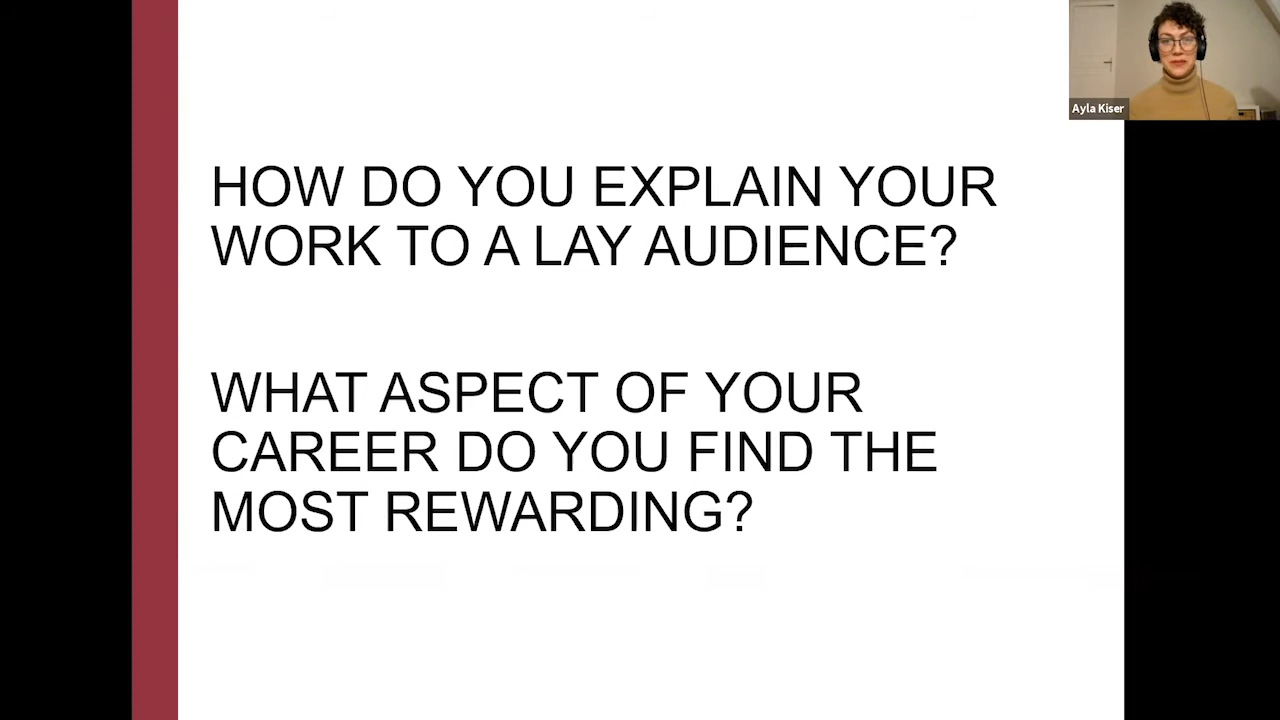 Ayla Kiser
HOW DO YOU EXPLAIN YOUR
WORK TO A LAY AUDIENCE?
WHAT ASPECT OF YOUR
CAREER DO YOU FIND THE
MOST REWARDING?